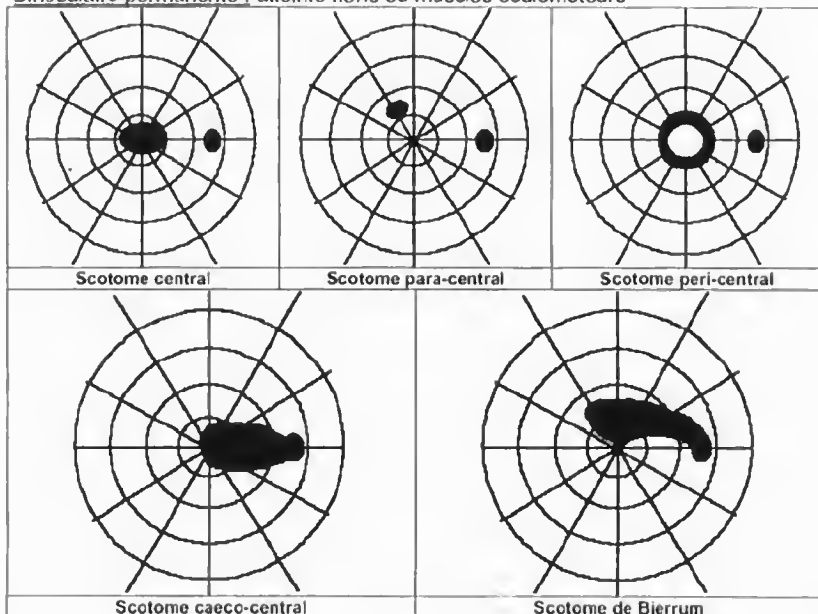 Scotome central
Scotome para-central
Scotome peri-central
Scotome caeco-central
Scotome de Bjerrum